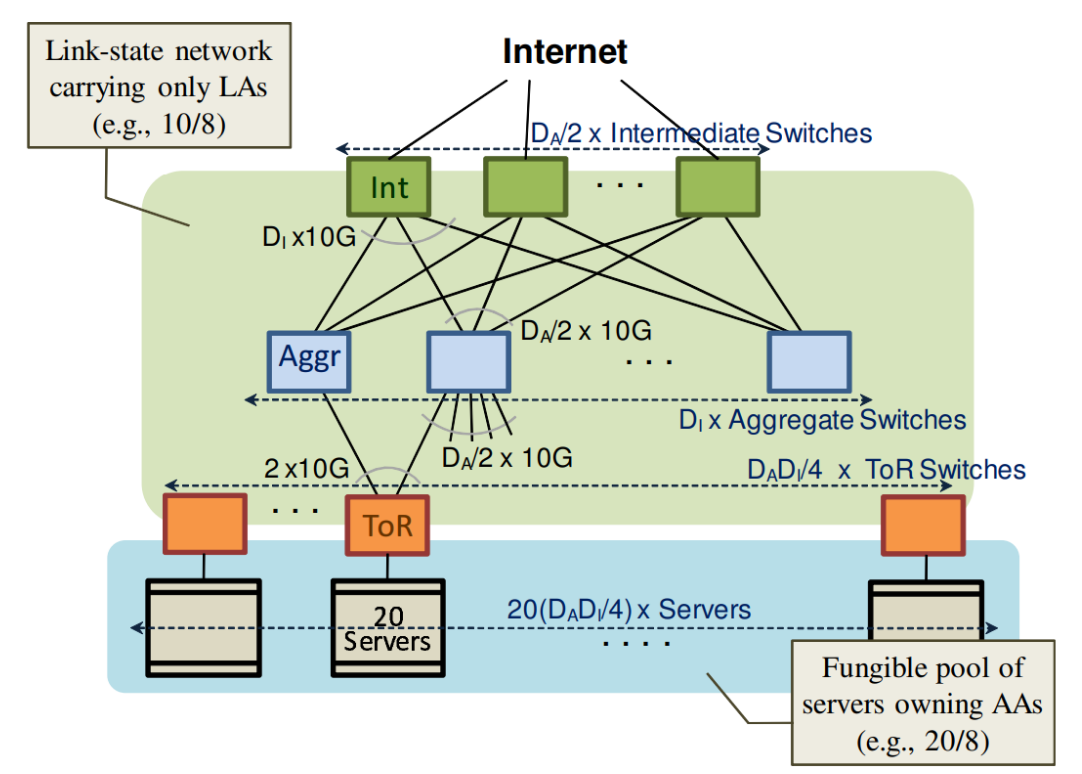 Link-state network
carrying only LAs
(e.g., 10/8)
Internet
D_A/2 x Intermediate Switches
Int
. . .
D_I x10G
D_A/2 x 10G
Aggr
. . .
D_I x Aggregate Switches
D_A/2 x 10G
2 x10G
D_AD_I/4 x ToR Switches
. . .
ToR
20
Servers
20(D_AD_I/4) x Servers
. . . .
Fungible pool of
servers owning AAs
(e.g., 20/8)